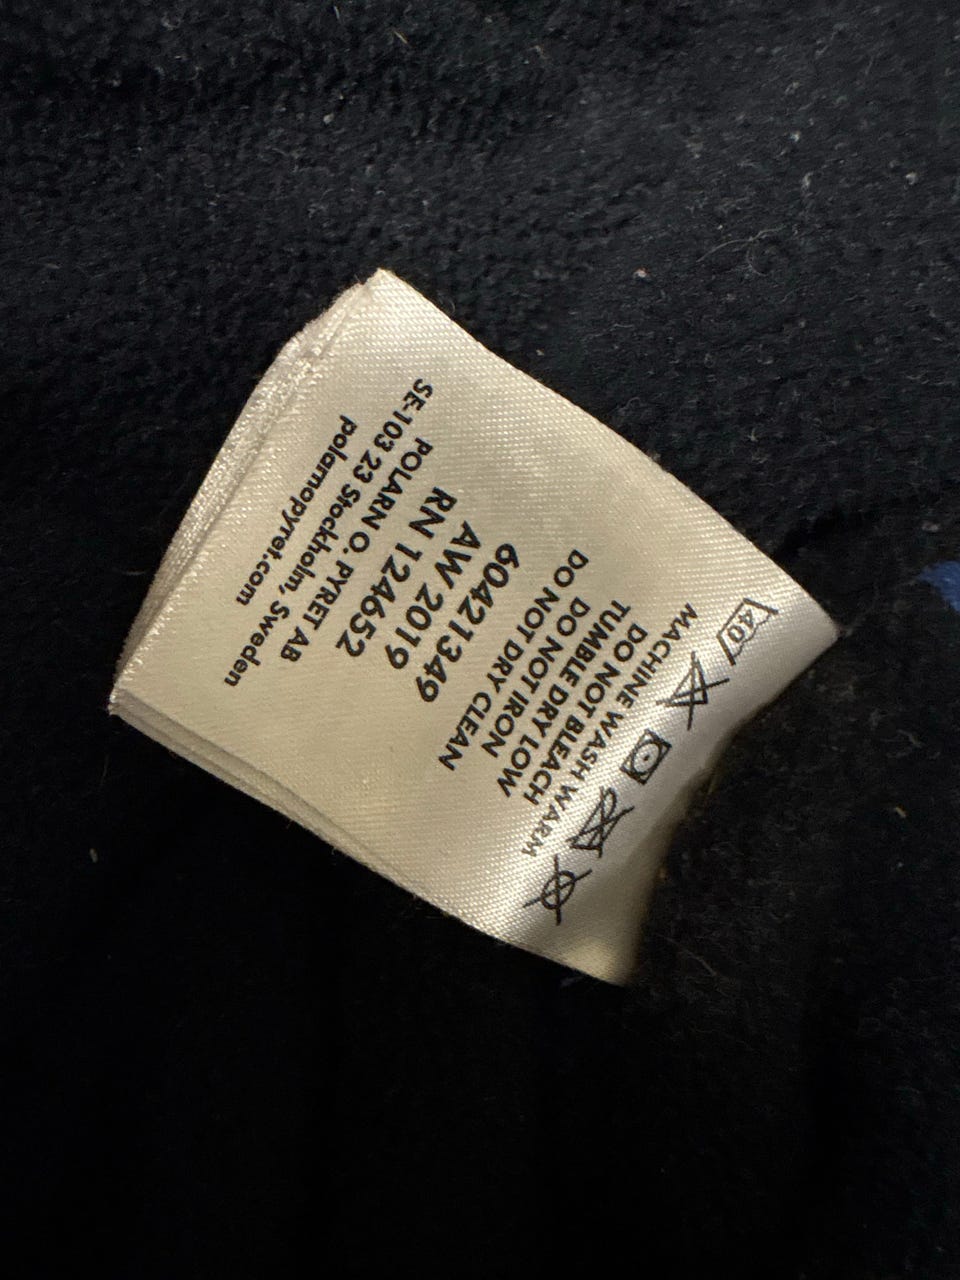 40
MACHINE WASH WARM
DO NOT BLEACH
TUMBLE DRY LOW
DO NOT IRON
DO NOT DRY CLEAN
60421349
AW 2019
RN 124652
POLARN O. PYRET AB
SE-103 23 Stockholm, Sweden
polarnopyret.com